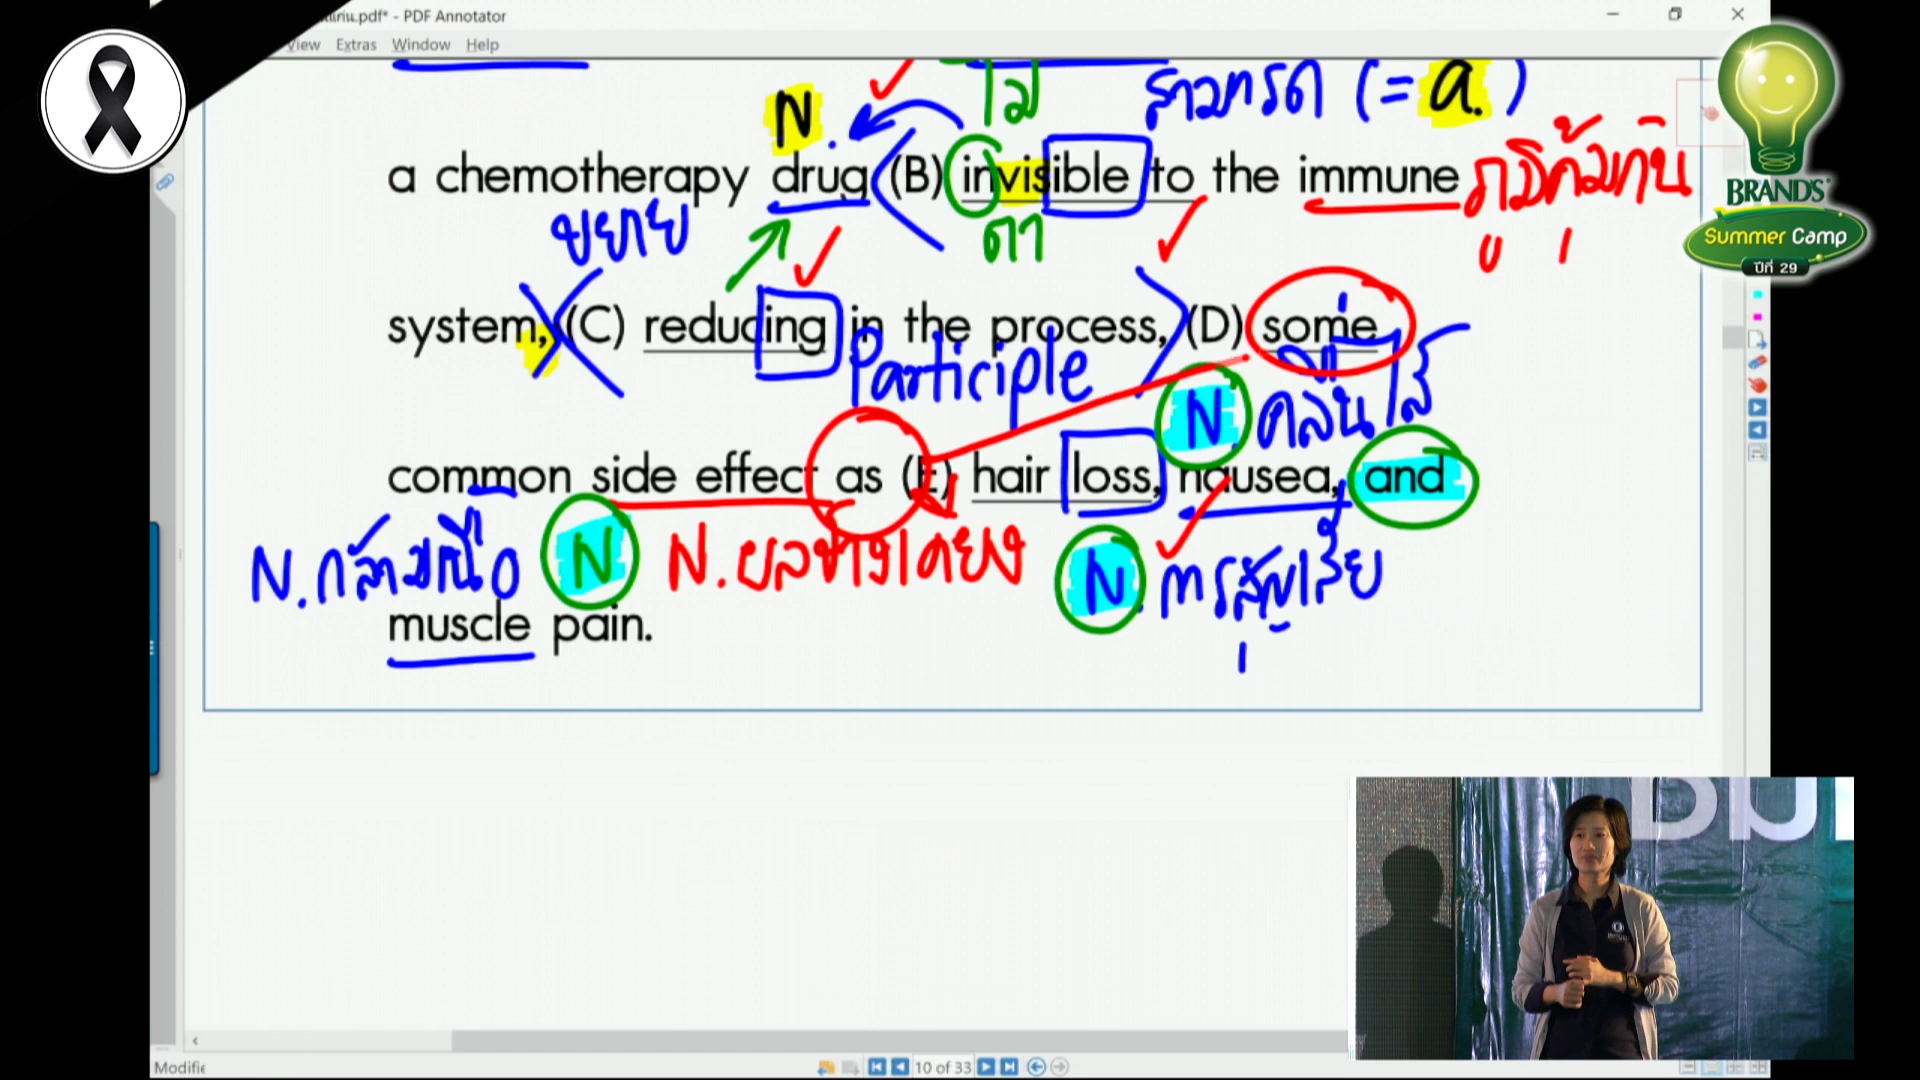 .pdf* - PDF Annotator
View Extras Window Help
ไม่ สามารถ (= a.)
N.
a chemotherapy drug (B) invisible to the immune ภูมิคุ้มกัน
ขยาย ตา
system, (C) reducing in the process, (D) some
Participle
N. คลื่นไส้
common side effect as (E) hair loss, nausea, and
N. กล้ามเนื้อ N N. ผลข้างเคียง N. การสูญเสีย
muscle pain.
BRAND'S
Summer Camp
ปีที่ 29
10 of 33